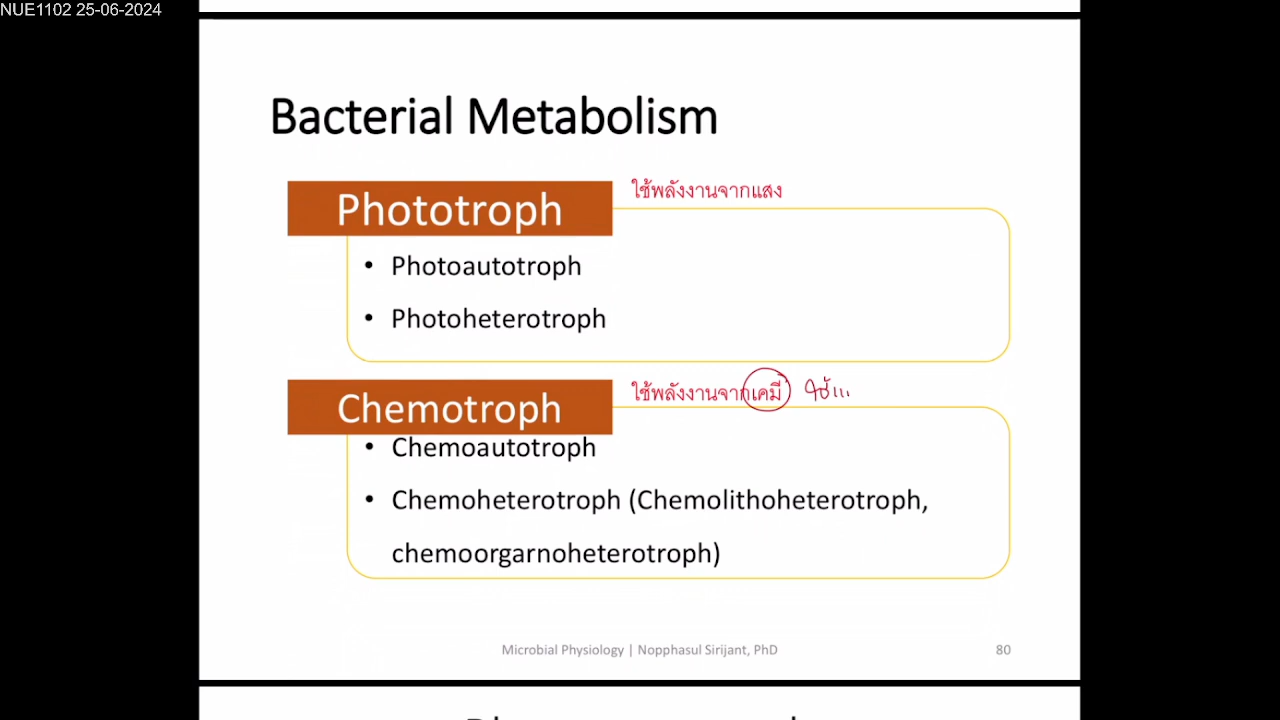 NUE1102 25-06-2024
Bacterial Metabolism
Phototroph
ใช้พลังงานจากแสง
• Photoautotroph
• Photoheterotroph
Chemotroph
ใช้พลังงานจากเคมี ใช้...
• Chemoautotroph
• Chemoheterotroph (Chemolithoheterotroph,
chemoorgarnoheterotroph)
Microbial Physiology | Nopphasul Sirijant, PhD
80